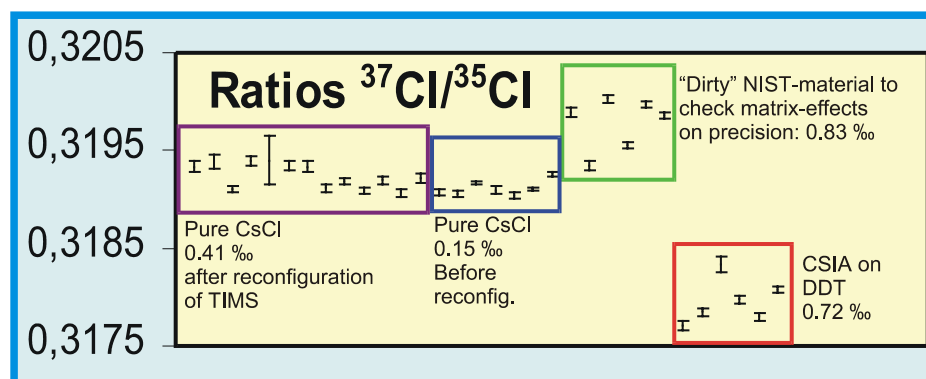 0,3205
0,3195
0,3185
0,3175
Ratios ³⁷Cl/³⁵Cl
Pure CsCl
0.41 ‰
after reconfiguration
of TIMS
Pure CsCl
0.15 ‰
Before
reconfig.
“Dirty” NIST-material to
check matrix-effects
on precision: 0.83 ‰
CSIA on
DDT
0.72 ‰